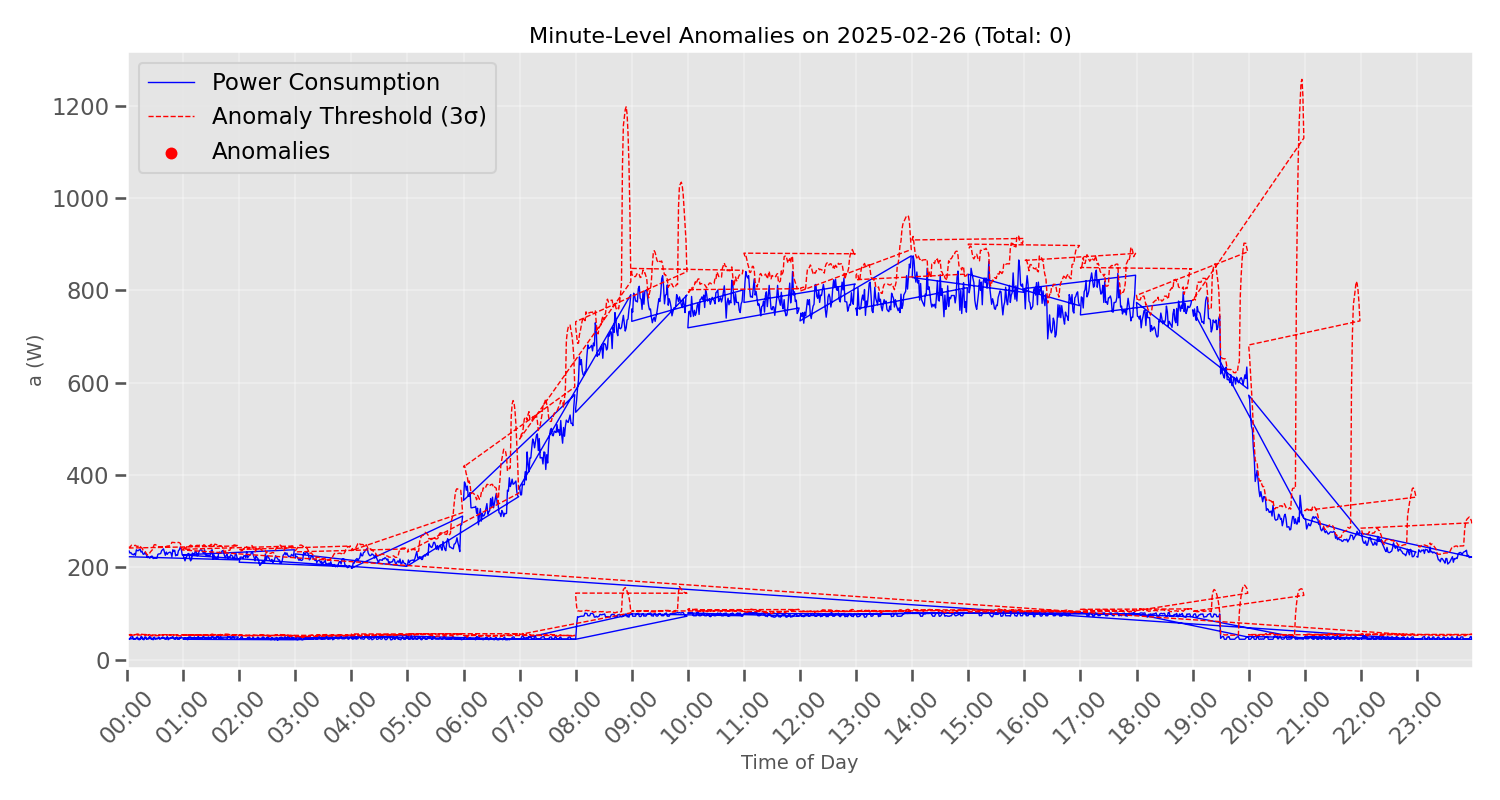 Minute-Level Anomalies on 2025-02-26 (Total: 0)
Power Consumption
Anomaly Threshold (3σ)
Anomalies
1200
1000
800
600
400
200
0
a (W)
00:00 01:00 02:00 03:00 04:00 05:00 06:00 07:00 08:00 09:00 10:00 11:00 12:00 13:00 14:00 15:00 16:00 17:00 18:00 19:00 20:00 21:00 22:00 23:00
Time of Day